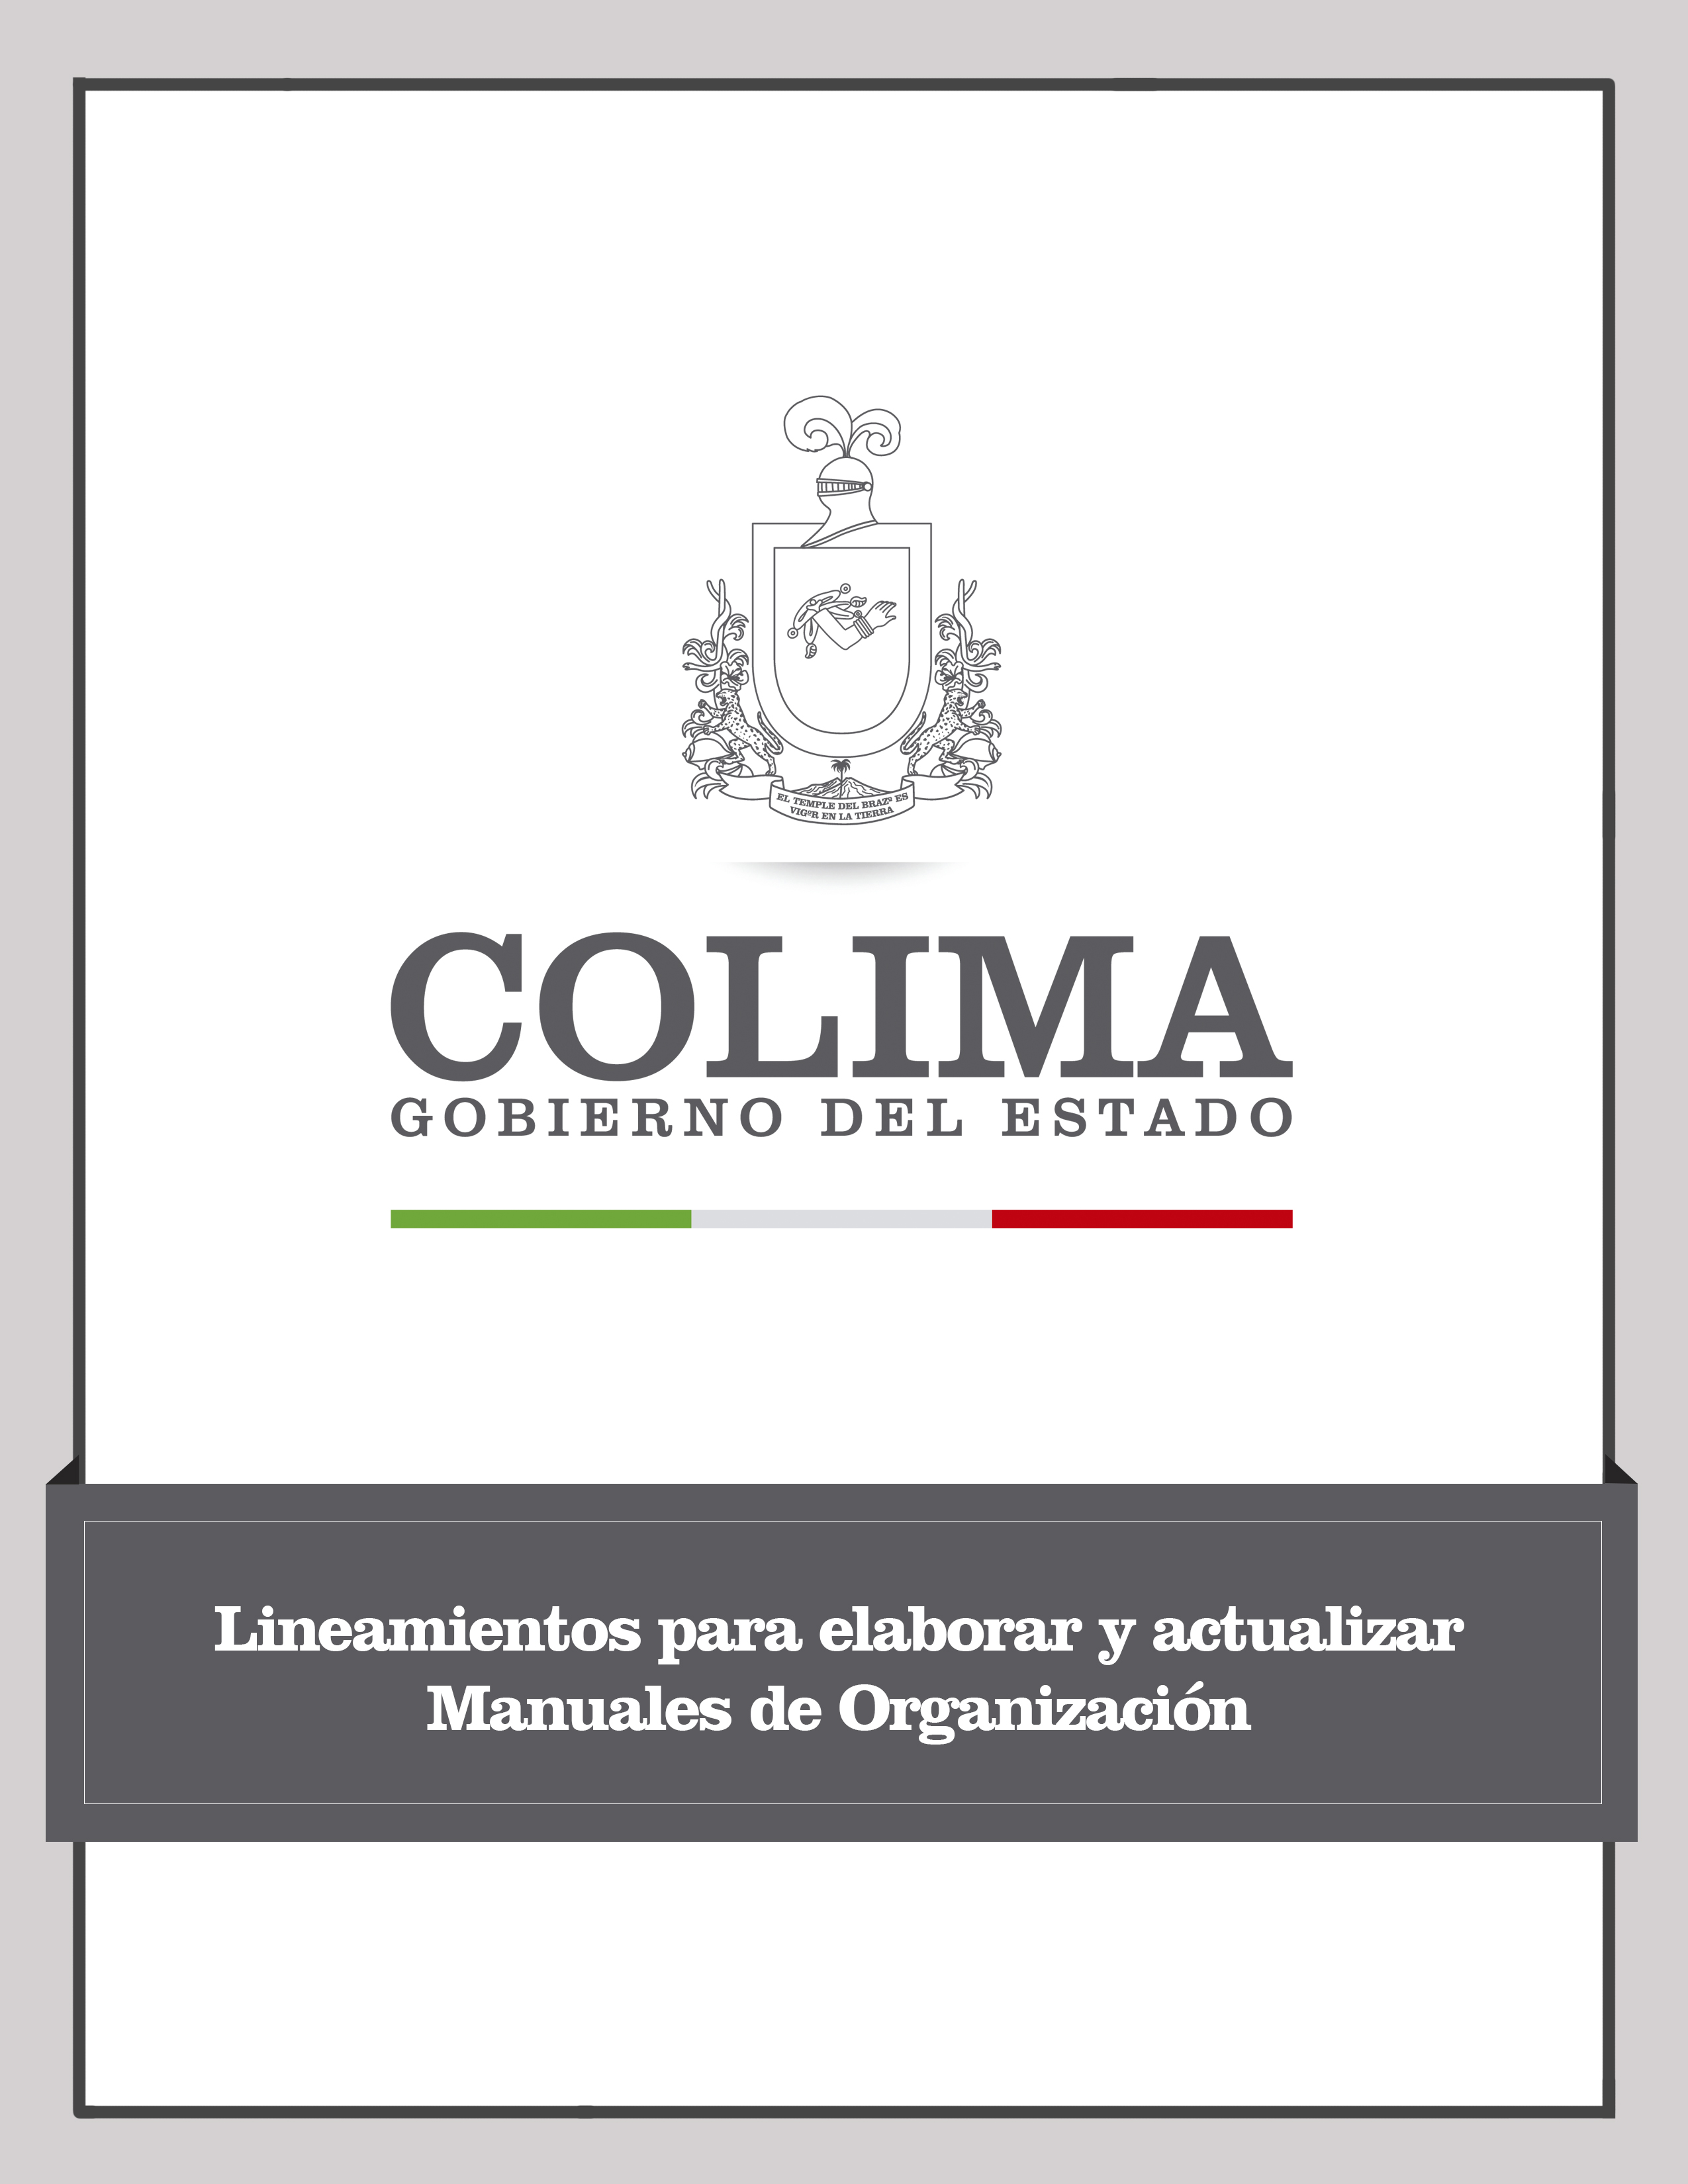 EL TEMPLE DEL BRAZº ES
VIGºR EN LA TIERRA
COLIMA
GOBIERNO DEL ESTADO
Lineamientos para elaborar y actualizar
Manuales de Organización